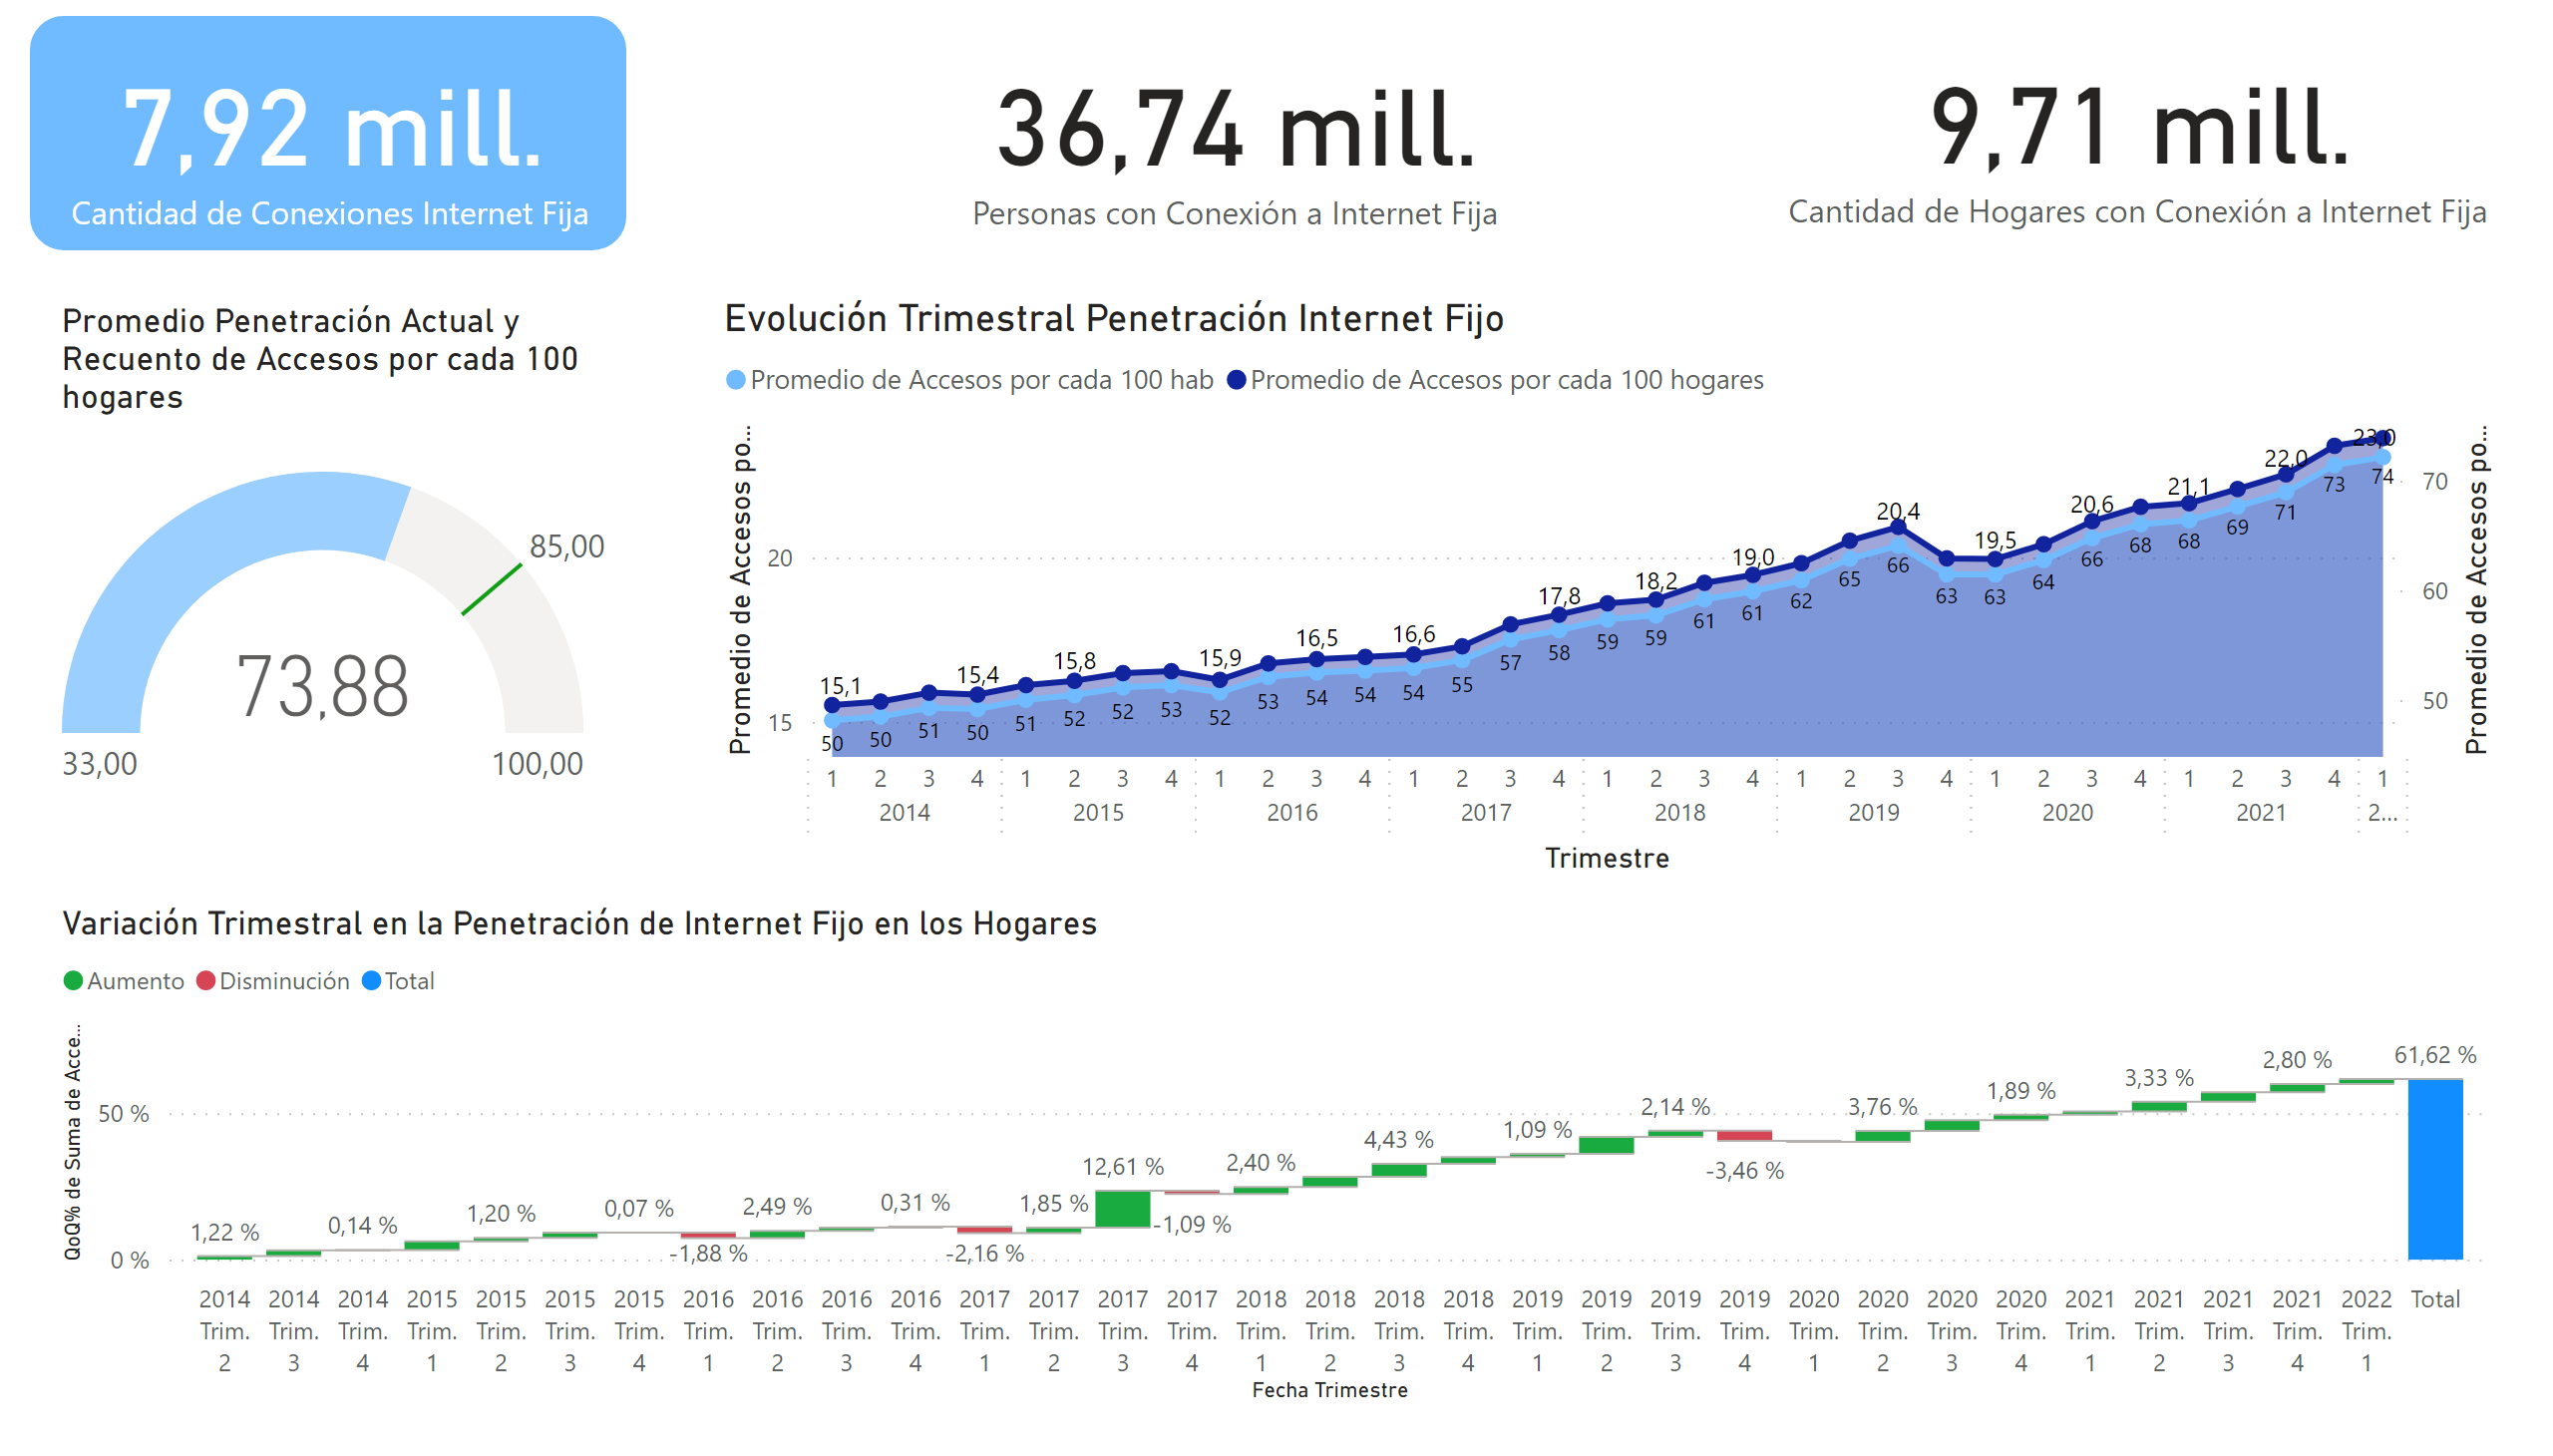 7,92 mill.
Cantidad de Conexiones Internet Fija
36,74 mill.
Personas con Conexión a Internet Fija
9,71 mill.
Cantidad de Hogares con Conexión a Internet Fija
Promedio Penetración Actual y
Recuento de Accesos por cada 100
hogares
85,00
73,88
33,00
100,00
Evolución Trimestral Penetración Internet Fijo
Promedio de Accesos por cada 100 hab
Promedio de Accesos por cada 100 hogares
Promedio de Accesos po...
20
15
15,1 15,4 15,8 15,9 16,5 16,6 17,8 18,2 19,0 20,4 19,5 20,6 21,1 22,0 23,0
50 50 51 50 51 52 52 53 52 53 54 54 54 55 57 58 59 59 61 61 62 65 66 63 63 64 66 68 68 69 71 73 74
70
60
50
Promedio de Accesos po...
1 2 3 4 1 2 3 4 1 2 3 4 1 2 3 4 1 2 3 4 1 2 3 4 1 2 3 4 1 2 3 4 1
2014 2015 2016 2017 2018 2019 2020 2021 2...
Trimestre
Variación Trimestral en la Penetración de Internet Fijo en los Hogares
Aumento Disminución Total
QoQ% de Suma de Acce...
50 %
0 %
1,22 % 0,14 % 1,20 % 0,07 % -1,88 % 2,49 % 0,31 % -2,16 % 1,85 % 12,61 % -1,09 % 2,40 % 4,43 % 1,09 % 2,14 % -3,46 % 3,76 % 1,89 % 3,33 % 2,80 % 61,62 %
2014 2014 2014 2015 2015 2015 2015 2016 2016 2016 2016 2017 2017 2017 2017 2018 2018 2018 2018 2019 2019 2019 2019 2020 2020 2020 2020 2021 2021 2021 2021 2022 Total
Trim. Trim. Trim. Trim. Trim. Trim. Trim. Trim. Trim. Trim. Trim. Trim. Trim. Trim. Trim. Trim. Trim. Trim. Trim. Trim. Trim. Trim. Trim. Trim. Trim. Trim. Trim. Trim. Trim. Trim. Trim. Trim.
2 3 4 1 2 3 4 1 2 3 4 1 2 3 4 1 2 3 4 1 2 3 4 1 2 3 4 1 2 3 4 1
Fecha Trimestre